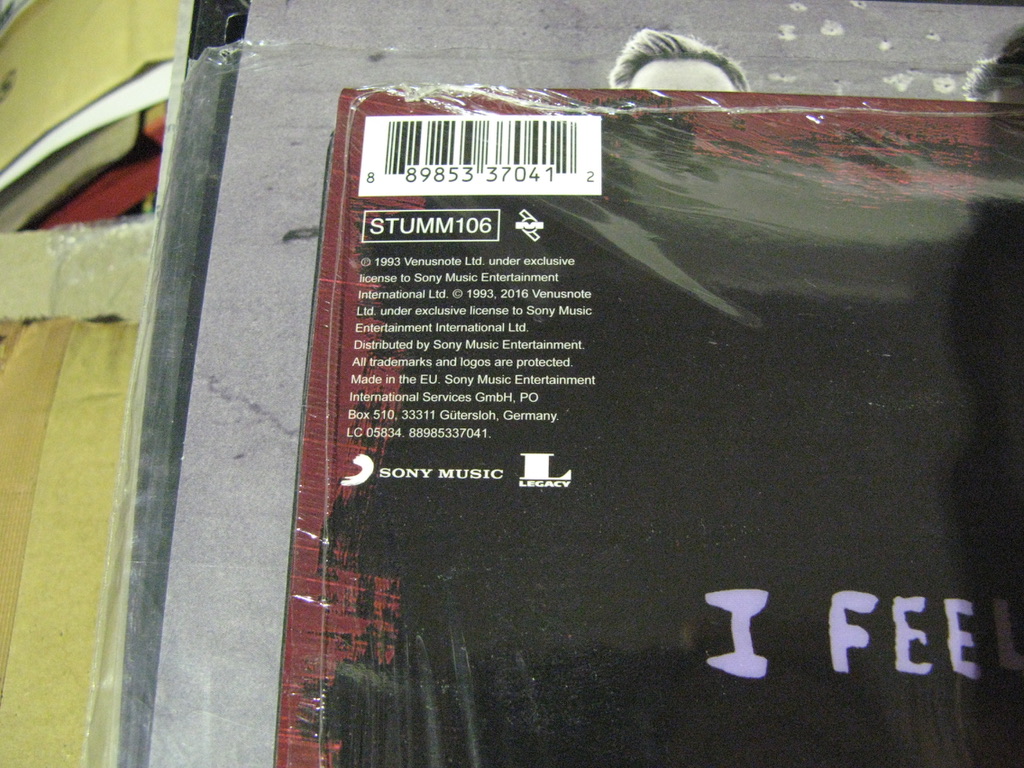 8 89853 37041 2
STUMM106
℗ 1993 Venusnote Ltd. under exclusive
license to Sony Music Entertainment
International Ltd. © 1993, 2016 Venusnote
Ltd. under exclusive license to Sony Music
Entertainment International Ltd.
Distributed by Sony Music Entertainment.
All trademarks and logos are protected.
Made in the EU. Sony Music Entertainment
International Services GmbH, PO
Box 510, 33311 Gütersloh, Germany.
LC 05834. 88985337041.
SONY MUSIC L LEGACY
I FEEL